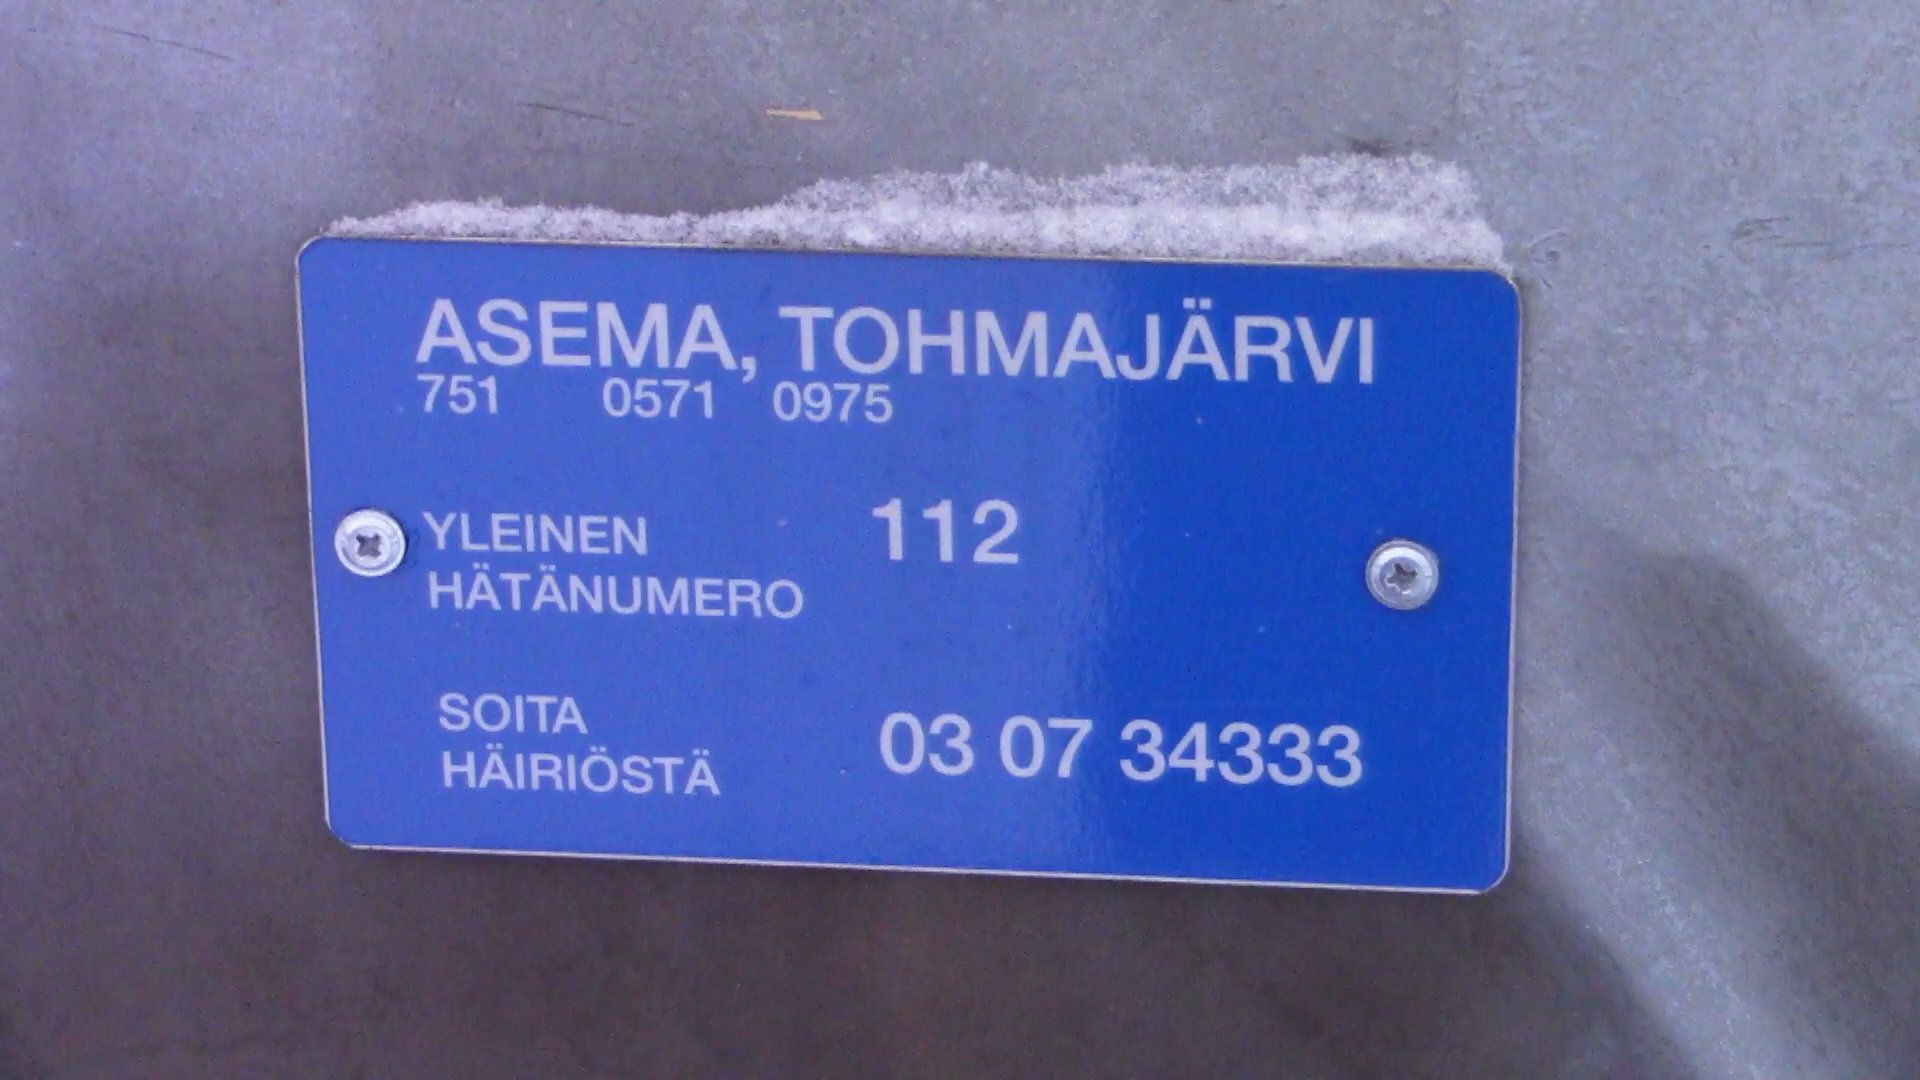 ASEMA, TOHMAJÄRVI
751 0571 0975
YLEINEN 112
HÄTÄNUMERO
SOITA 03 07 34333
HÄIRIÖSTÄ